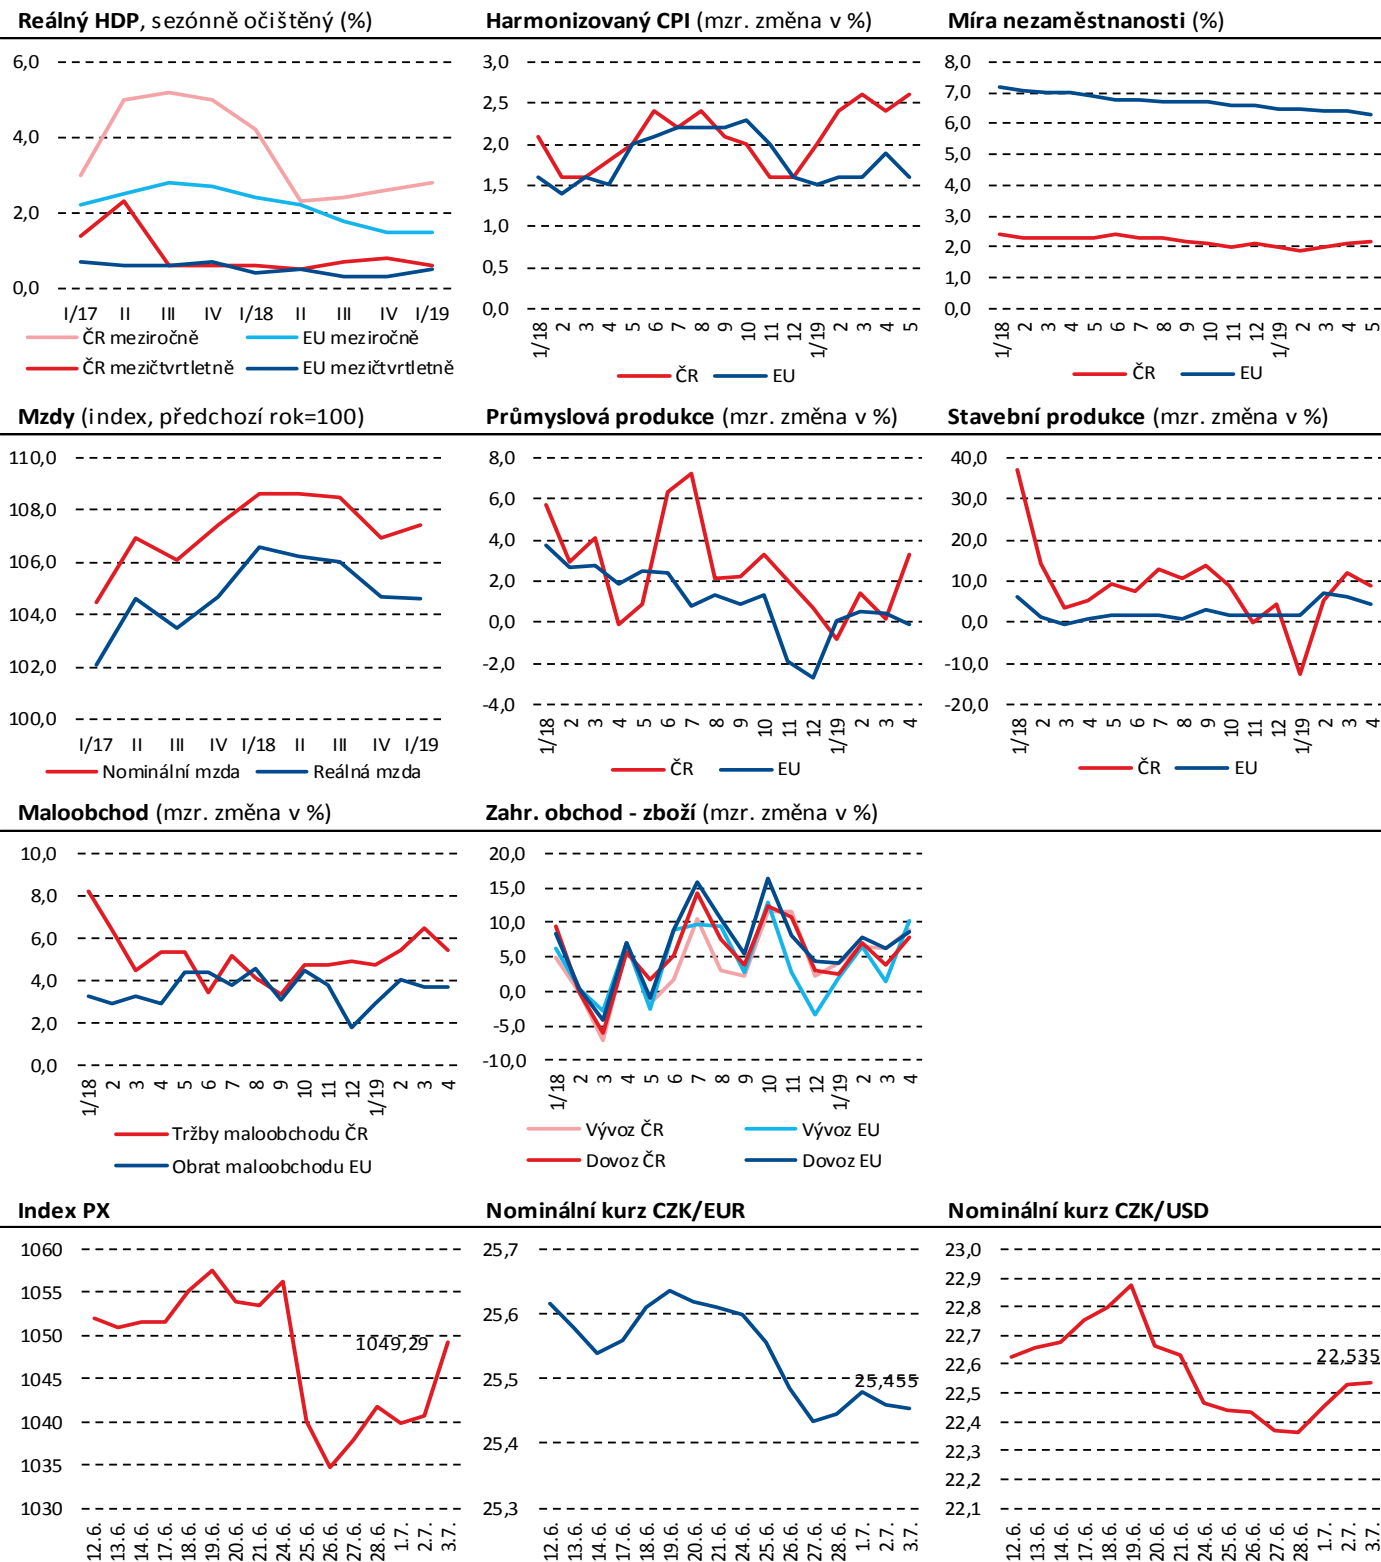 Reálný HDP, sezónně očištěný (%)
6,0
4,0
2,0
0,0
I/17 II III IV I/18 II III IV I/19
ČR meziročně EU meziročně
ČR mezičtvrtletně EU mezičtvrtletně
Harmonizovaný CPI (mzr. změna v %)
3,0
2,5
2,0
1,5
1,0
0,5
0,0
1/18 2 3 4 5 6 7 8 9 10 11 12 1/19 2 3 4 5
ČR EU
Míra nezaměstnanosti (%)
8,0
7,0
6,0
5,0
4,0
3,0
2,0
1,0
0,0
1/18 2 3 4 5 6 7 8 9 10 11 12 1/19 2 3 4 5
ČR EU
Mzdy (index, předchozí rok=100)
110,0
108,0
106,0
104,0
102,0
100,0
I/17 II III IV I/18 II III IV I/19
Nominální mzda Reálná mzda
Průmyslová produkce (mzr. změna v %)
8,0
6,0
4,0
2,0
0,0
-2,0
-4,0
1/18 2 3 4 5 6 7 8 9 10 11 12 1/19 2 3 4
ČR EU
Stavební produkce (mzr. změna v %)
40,0
30,0
20,0
10,0
0,0
-10,0
-20,0
1/18 2 3 4 5 6 7 8 9 10 11 12 1/19 2 3 4
ČR EU
Maloobchod (mzr. změna v %)
10,0
8,0
6,0
4,0
2,0
0,0
1/18 2 3 4 5 6 7 8 9 10 11 12 1/19 2 3 4
Tržby maloobchodu ČR
Obrat maloobchodu EU
Zahr. obchod - zboží (mzr. změna v %)
20,0
15,0
10,0
5,0
0,0
-5,0
-10,0
1/18 2 3 4 5 6 7 8 9 10 11 12 1/19 2 3 4
Vývoz ČR Vývoz EU
Dovoz ČR Dovoz EU
Index PX
1060
1055
1050
1045
1040
1035
1030
1049,29
12.6. 13.6. 14.6. 17.6. 18.6. 19.6. 20.6. 21.6. 24.6. 25.6. 26.6. 27.6. 28.6. 1.7. 2.7. 3.7.
Nominální kurz CZK/EUR
25,7
25,6
25,5
25,4
25,3
25,455
12.6. 13.6. 14.6. 17.6. 18.6. 19.6. 20.6. 21.6. 24.6. 25.6. 26.6. 27.6. 28.6. 1.7. 2.7. 3.7.
Nominální kurz CZK/USD
23,0
22,9
22,8
22,7
22,6
22,5
22,4
22,3
22,2
22,1
22,535
12.6. 13.6. 14.6. 17.6. 18.6. 19.6. 20.6. 21.6. 24.6. 25.6. 26.6. 27.6. 28.6. 1.7. 2.7. 3.7.